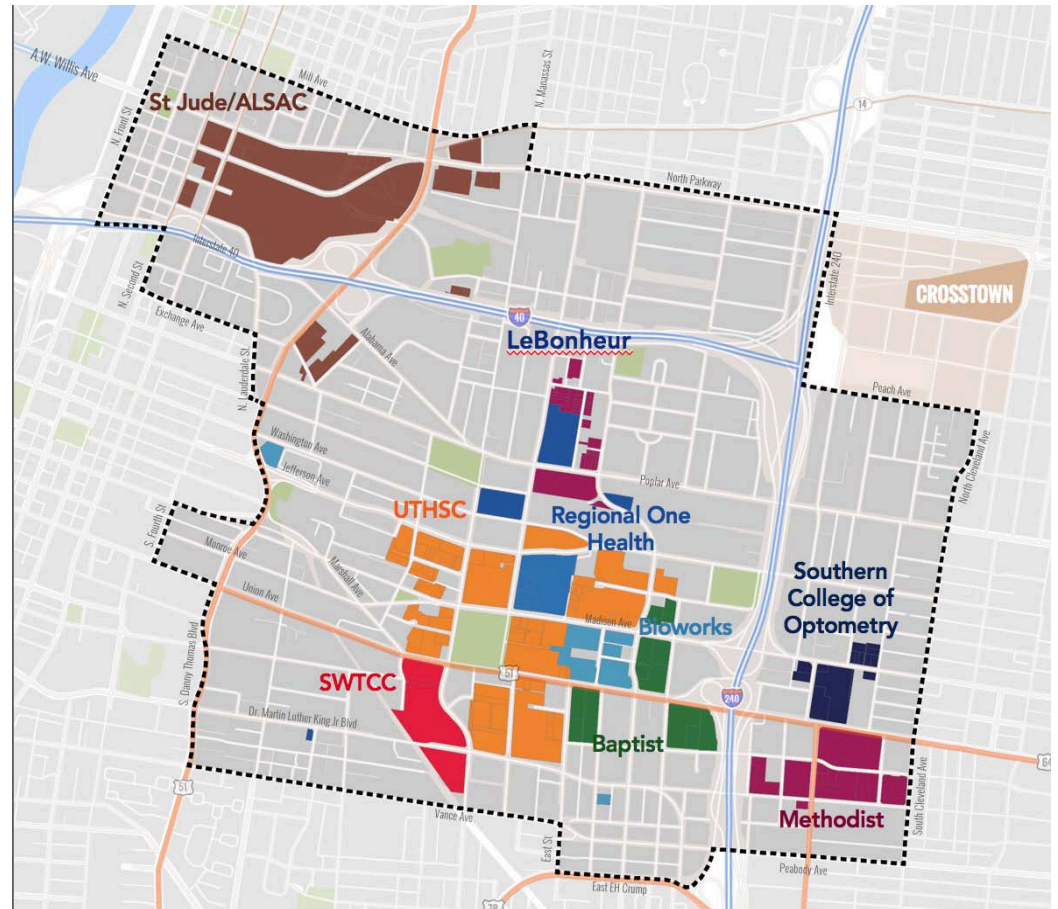 A.W. Willis Ave
Mill Ave
N. Manassas St
14
St Jude/ALSAC
N. Front St
North Parkway
Interstate 40
Interstate 240
CROSSTOWN
N. Second St
Exchange Ave
40
LeBonheur
Alabama Ave
N. Lauderdale St
Peach Ave
North Cleveland Ave
Washington Ave
Jefferson Ave
Poplar Ave
UTHSC
Regional One
Health
S. Fourth St
Monroe Ave
Marshall Ave
Union Ave
Madison Ave
Bioworks
Southern
College of
Optometry
51
SWTCC
240
S. Danny Thomas Blvd
Dr. Martin Luther King Jr Blvd
Baptist
64
51
Methodist
South Cleveland Ave
Vance Ave
East St
Peabody Ave
East EH Crump
78